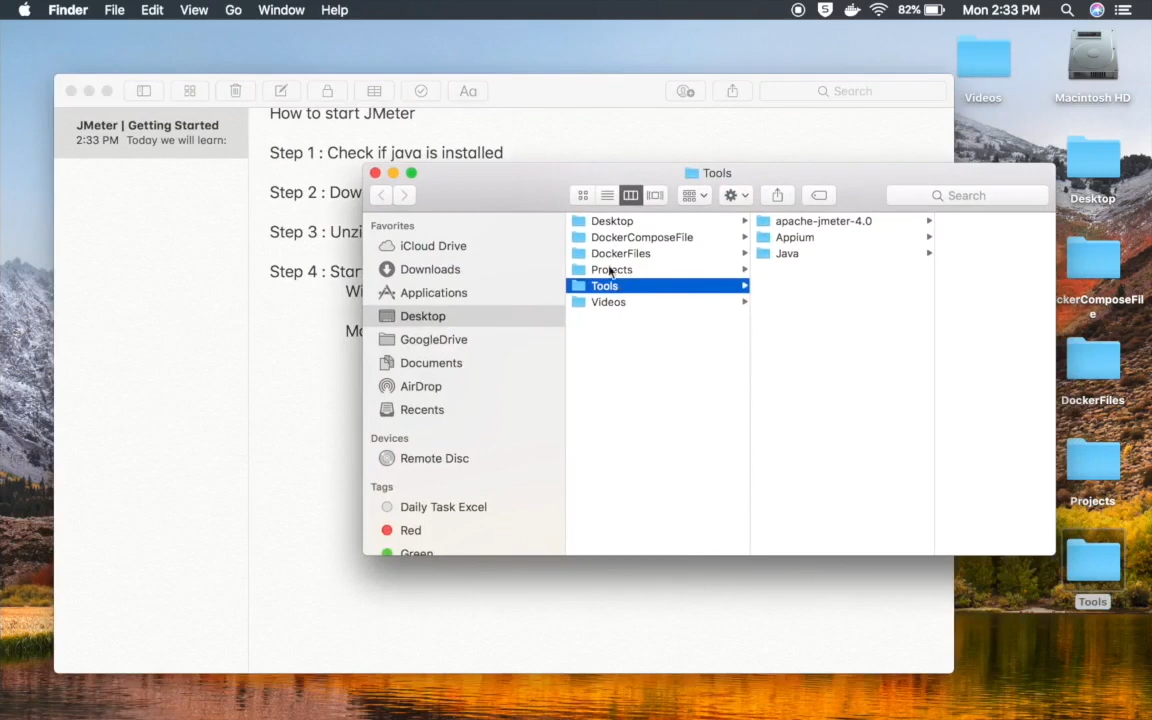 Finder File Edit View Go Window Help
S 82% Mon 2:33 PM
Videos
Macintosh HD
Desktop
ckerComposeFil
e
DockerFiles
Projects
Tools
Aa
Search
JMeter | Getting Started
2:33 PM Today we will learn:
How to start JMeter
Step 1 : Check if java is installed
Step 2 : Dow
Step 3 : Unzi
Step 4 : Star
Wi
Ma
Tools
Search
Favorites
iCloud Drive
Downloads
Applications
Desktop
GoogleDrive
Documents
AirDrop
Recents
Devices
Remote Disc
Tags
Daily Task Excel
Red
Green
Desktop
DockerComposeFile
DockerFiles
Projects
Tools
Videos
apache-jmeter-4.0
Appium
Java